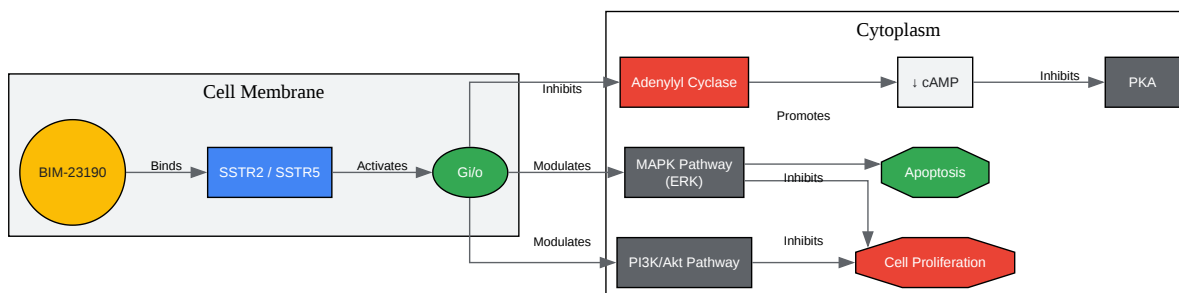 Cytoplasm
Cell Membrane
Adenylyl Cyclase
↓ cAMP
Inhibits
PKA
Inhibits
Promotes
BIM-23190
Binds
SSTR2 / SSTR5
Activates
Gi/o
Modulates
MAPK Pathway
(ERK)
Inhibits
Apoptosis
Modulates
PI3K/Akt Pathway
Inhibits
Cell Proliferation